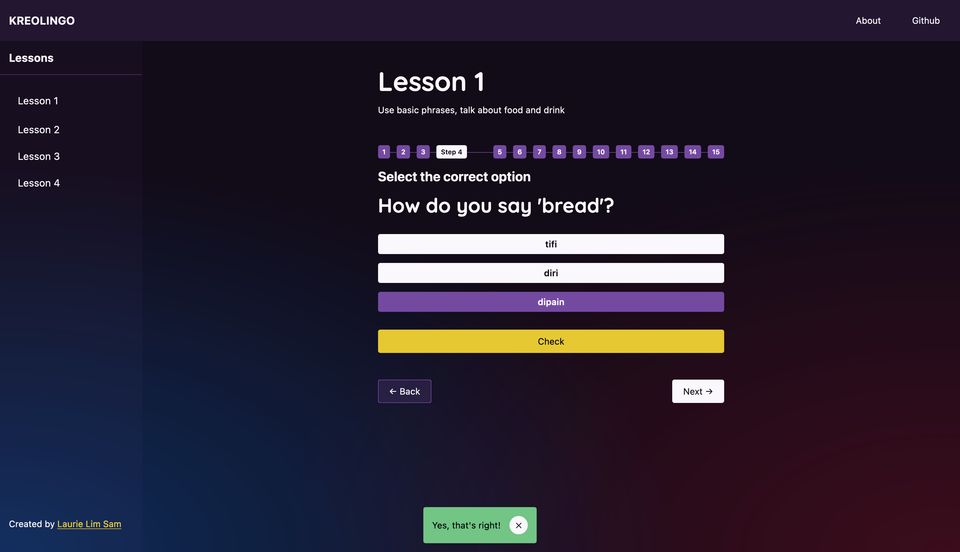 KREOLINGO
About
Github
Lessons
Lesson 1
Lesson 2
Lesson 3
Lesson 4
Created by Laurie Lim Sam
Lesson 1
Use basic phrases, talk about food and drink
1 2 3 Step 4 5 6 7 8 9 10 11 12 13 14 15
Select the correct option
How do you say 'bread'?
tifi
diri
dipain
Check
← Back
Next →
Yes, that's right!